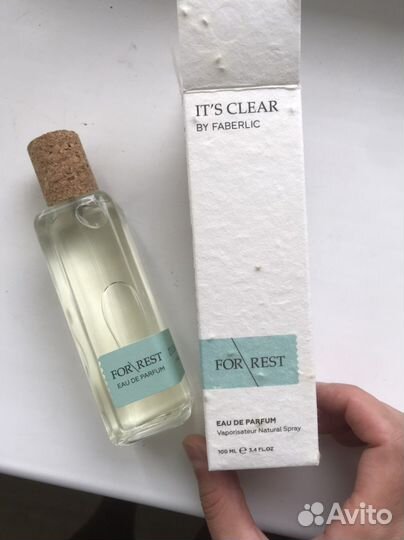 IT'S CLEAR
BY FABERLIC
FOR\REST
EAU DE PARFUM
FOR\REST
EAU DE PARFUM
Vaporisateur Natural Spray
100 ML ℮ 3,4 FL.OZ
Avito